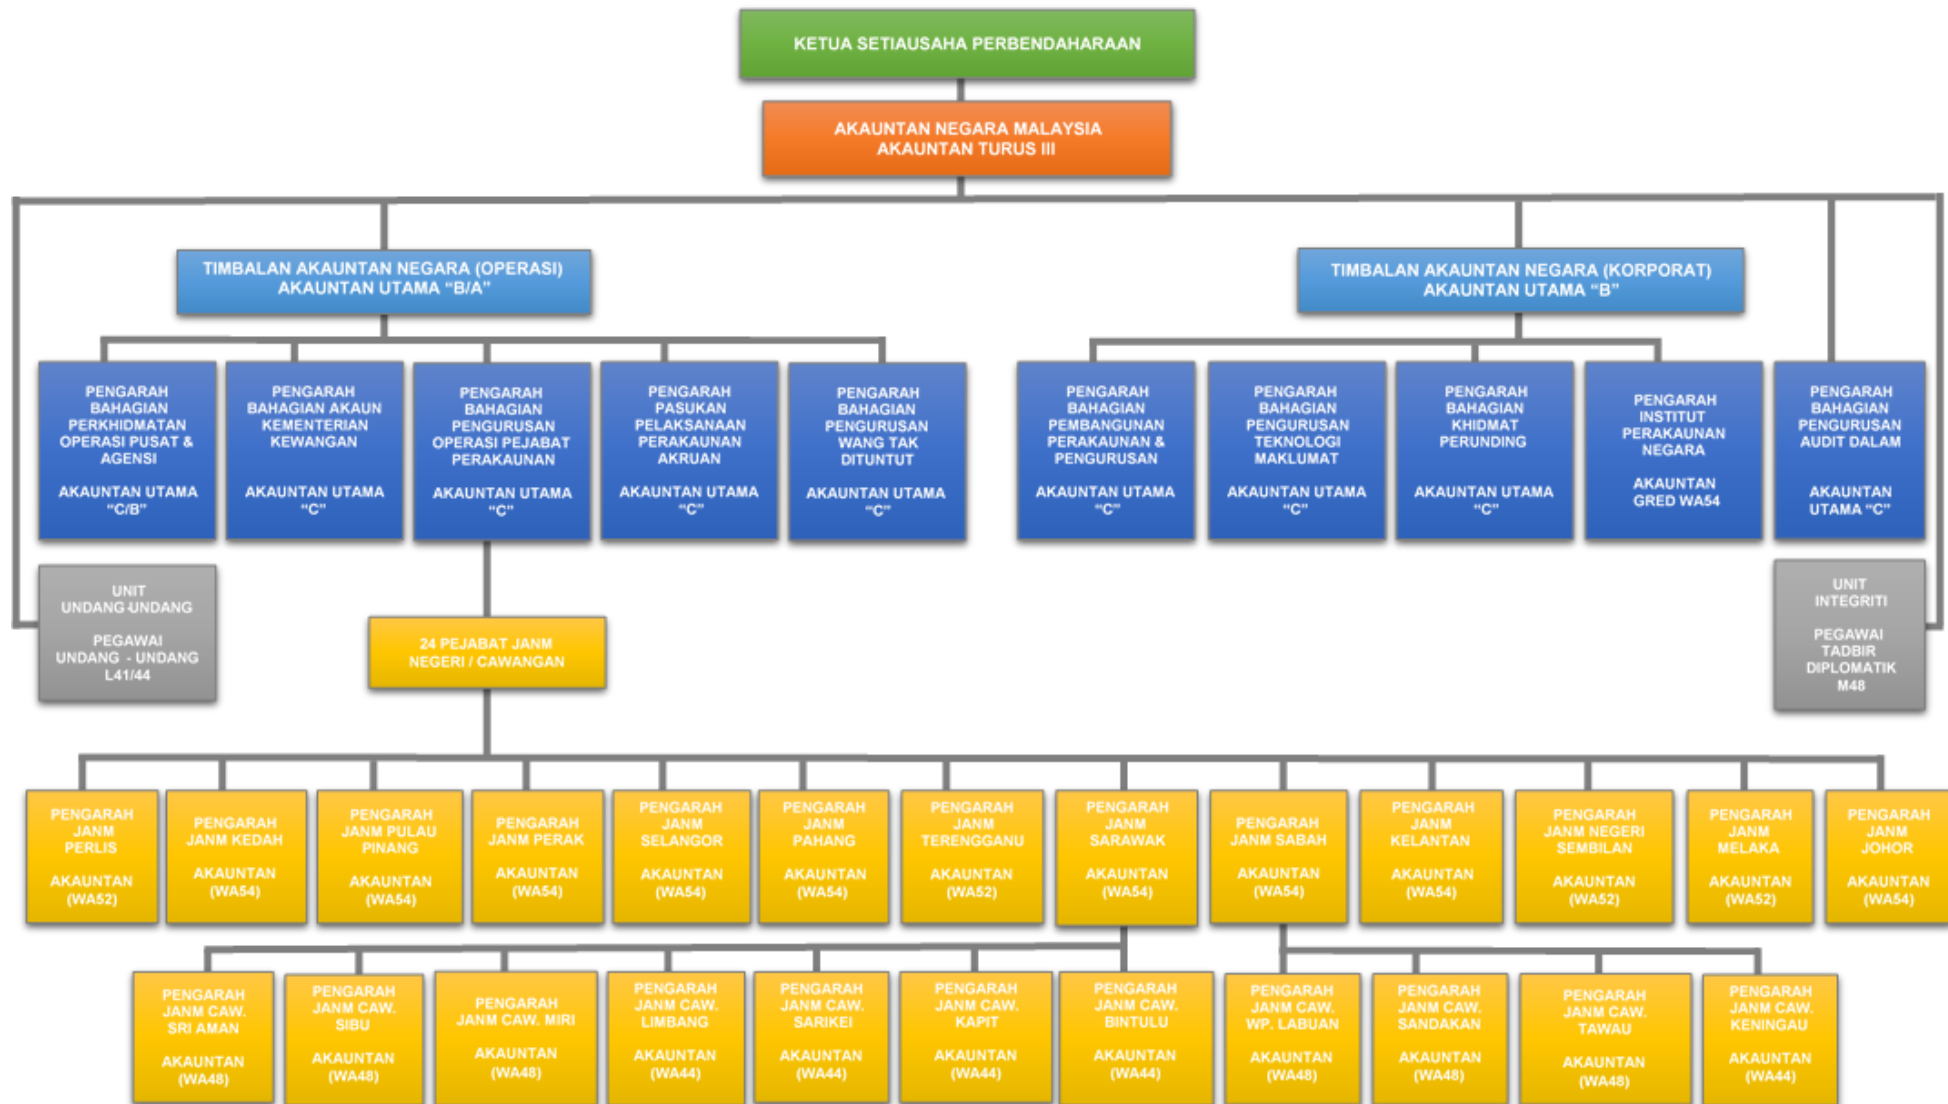 KETUA SETIAUSAHA PERBENDAHARAAN
AKAUNTAN NEGARA MALAYSIA
AKAUNTAN TURUS III
TIMBALAN AKAUNTAN NEGARA (OPERASI)
AKAUNTAN UTAMA “B/A”
TIMBALAN AKAUNTAN NEGARA (KORPORAT)
AKAUNTAN UTAMA “B”
PENGARAH
BAHAGIAN
PERKHIDMATAN
OPERASI PUSAT &
AGENSI
AKAUNTAN UTAMA
“C/B”
PENGARAH
BAHAGIAN AKAUN
KEMENTERIAN
KEWANGAN
AKAUNTAN UTAMA
“C”
PENGARAH
BAHAGIAN
PENGURUSAN
OPERASI PEJABAT
PERAKAUNAN
AKAUNTAN UTAMA
“C”
PENGARAH
PASUKAN
PELAKSANAAN
PERAKAUNAN
AKRUAN
AKAUNTAN UTAMA
“C”
PENGARAH
BAHAGIAN
PENGURUSAN
WANG TAK
DITUNTUT
AKAUNTAN UTAMA
“C”
PENGARAH
BAHAGIAN
PEMBANGUNAN
PERAKAUNAN &
PENGURUSAN
AKAUNTAN UTAMA
“C”
PENGARAH
BAHAGIAN
PENGURUSAN
TEKNOLOGI
MAKLUMAT
AKAUNTAN UTAMA
“C”
PENGARAH
BAHAGIAN
KHIDMAT
PERUNDING
AKAUNTAN UTAMA
“C”
PENGARAH
INSTITUT
PERAKAUNAN
NEGARA
AKAUNTAN
GRED WA54
PENGARAH
BAHAGIAN
PENGURUSAN
AUDIT DALAM
AKAUNTAN
UTAMA “C”
UNIT
UNDANG-UNDANG
PEGAWAI
UNDANG - UNDANG
L41/44
24 PEJABAT JANM
NEGERI / CAWANGAN
UNIT
INTEGRITI
PEGAWAI
TADBIR
DIPLOMATIK
M48
PENGARAH
JANM
PERLIS
AKAUNTAN
(WA52)
PENGARAH
JANM KEDAH
AKAUNTAN
(WA54)
PENGARAH
JANM PULAU
PINANG
AKAUNTAN
(WA54)
PENGARAH
JANM PERAK
AKAUNTAN
(WA54)
PENGARAH
JANM
SELANGOR
AKAUNTAN
(WA54)
PENGARAH
JANM
PAHANG
AKAUNTAN
(WA54)
PENGARAH
JANM
TERENGGANU
AKAUNTAN
(WA52)
PENGARAH
JANM
SARAWAK
AKAUNTAN
(WA54)
PENGARAH
JANM SABAH
AKAUNTAN
(WA54)
PENGARAH
JANM
KELANTAN
AKAUNTAN
(WA54)
PENGARAH
JANM NEGERI
SEMBILAN
AKAUNTAN
(WA52)
PENGARAH
JANM
MELAKA
AKAUNTAN
(WA52)
PENGARAH
JANM
JOHOR
AKAUNTAN
(WA54)
PENGARAH
JANM CAW.
SRI AMAN
AKAUNTAN
(WA48)
PENGARAH
JANM CAW.
SIBU
AKAUNTAN
(WA48)
PENGARAH
JANM CAW. MIRI
AKAUNTAN
(WA48)
PENGARAH
JANM CAW.
LIMBANG
AKAUNTAN
(WA44)
PENGARAH
JANM CAW.
SARIKEI
AKAUNTAN
(WA44)
PENGARAH
JANM CAW.
KAPIT
AKAUNTAN
(WA44)
PENGARAH
JANM CAW.
BINTULU
AKAUNTAN
(WA44)
PENGARAH
JANM CAW.
WP. LABUAN
AKAUNTAN
(WA48)
PENGARAH
JANM CAW.
SANDAKAN
AKAUNTAN
(WA48)
PENGARAH
JANM CAW.
TAWAU
AKAUNTAN
(WA48)
PENGARAH
JANM CAW.
KENINGAU
AKAUNTAN
(WA44)